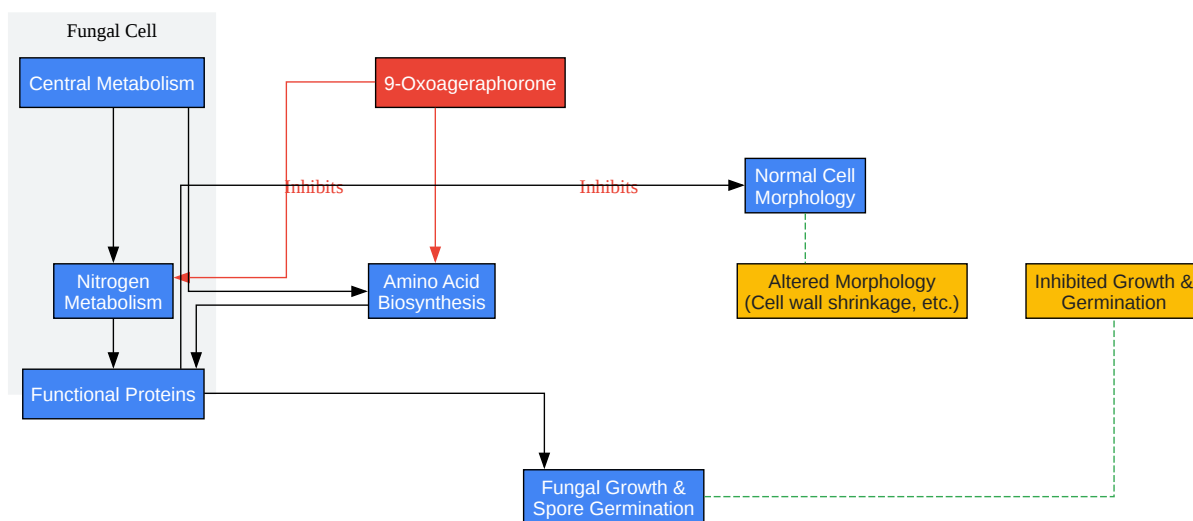 Fungal Cell
Central Metabolism
9-Oxoageraphorone
Inhibits
Inhibits
Normal Cell
Morphology
Nitrogen
Metabolism
Amino Acid
Biosynthesis
Altered Morphology
(Cell wall shrinkage, etc.)
Inhibited Growth &
Germination
Functional Proteins
Fungal Growth &
Spore Germination